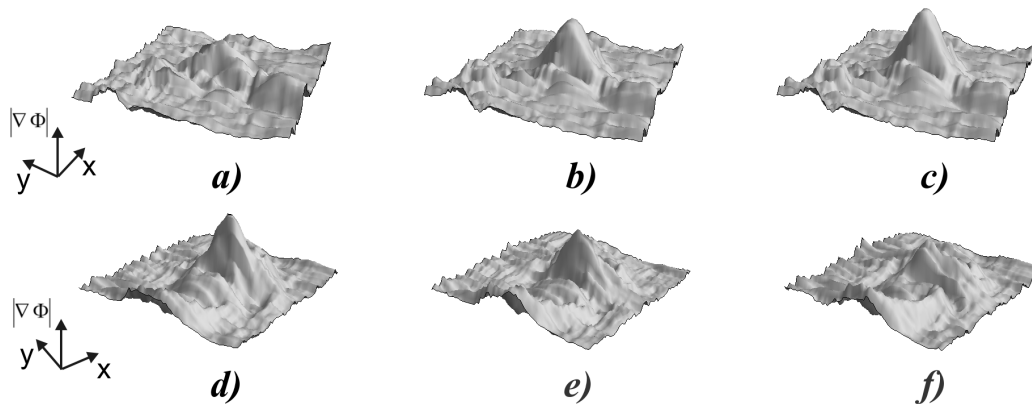 |∇Φ|
y x
a) b) c)
|∇Φ|
y x
d) e) f)